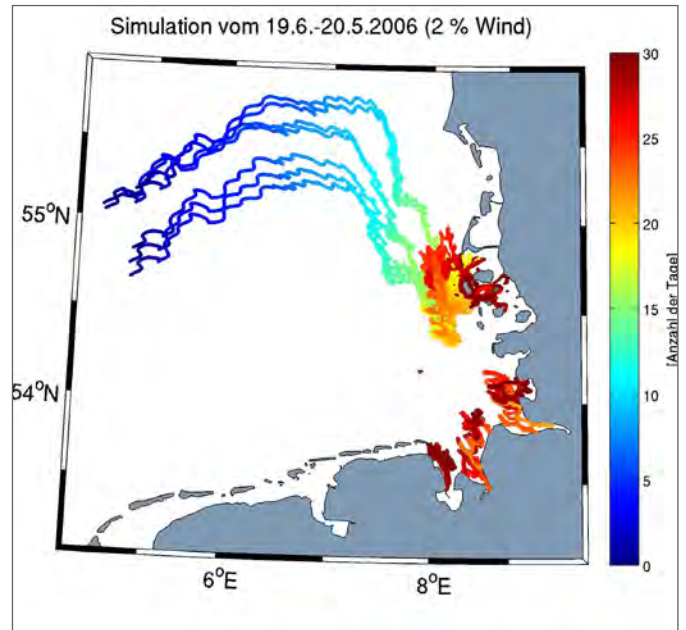 Simulation vom 19.6.-20.5.2006 (2 % Wind)
55°N
54°N
6°E
8°E
30
25
20
15
10
5
0
[Anzahl der Tage]